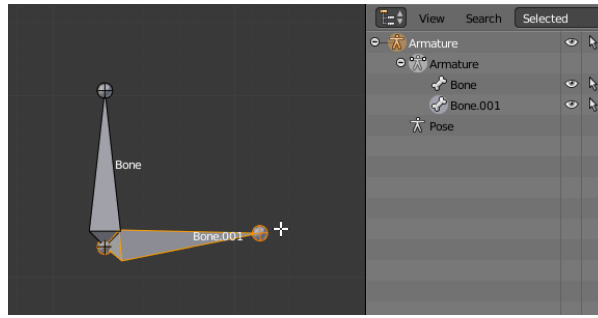 View Search Selected
Armature
Armature
Bone
Bone.001
Pose
Bone
Bone.001